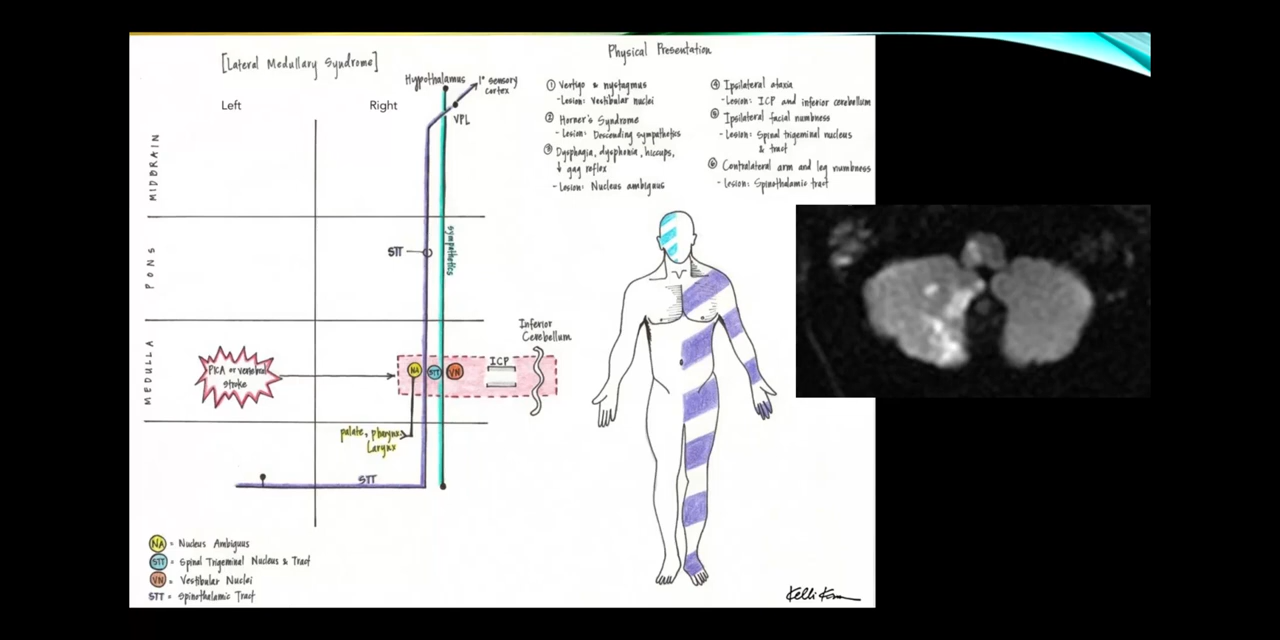 [Lateral Medullary Syndrome]
Left
Right
Hypothalamus
1° sensory
cortex
VPL
MIDBRAIN
PONS
MEDULLA
STT
sympathetics
PICA or vertebral
stroke
NA
STT
VN
ICP
Inferior
Cerebellum
palate, pharynx
Larynx
STT
NA = Nucleus Ambiguus
STT = Spinal Trigeminal Nucleus & Tract
VN = Vestibular Nuclei
STT = Spinothalamic Tract
Physical Presentation
① Vertigo & nystagmus
- Lesion: Vestibular nuclei
② Horner's Syndrome
- Lesion: Descending sympathetics
③ Dysphagia, dysphonia, hiccups,
↓ gag reflex
- Lesion: Nucleus ambiguus
④ Ipsilateral ataxia
- Lesion: ICP and inferior cerebellum
⑤ Ipsilateral facial numbness
- Lesion: Spinal trigeminal nucleus
& tract
⑥ Contralateral arm and leg numbness
- Lesion: Spinothalamic tract